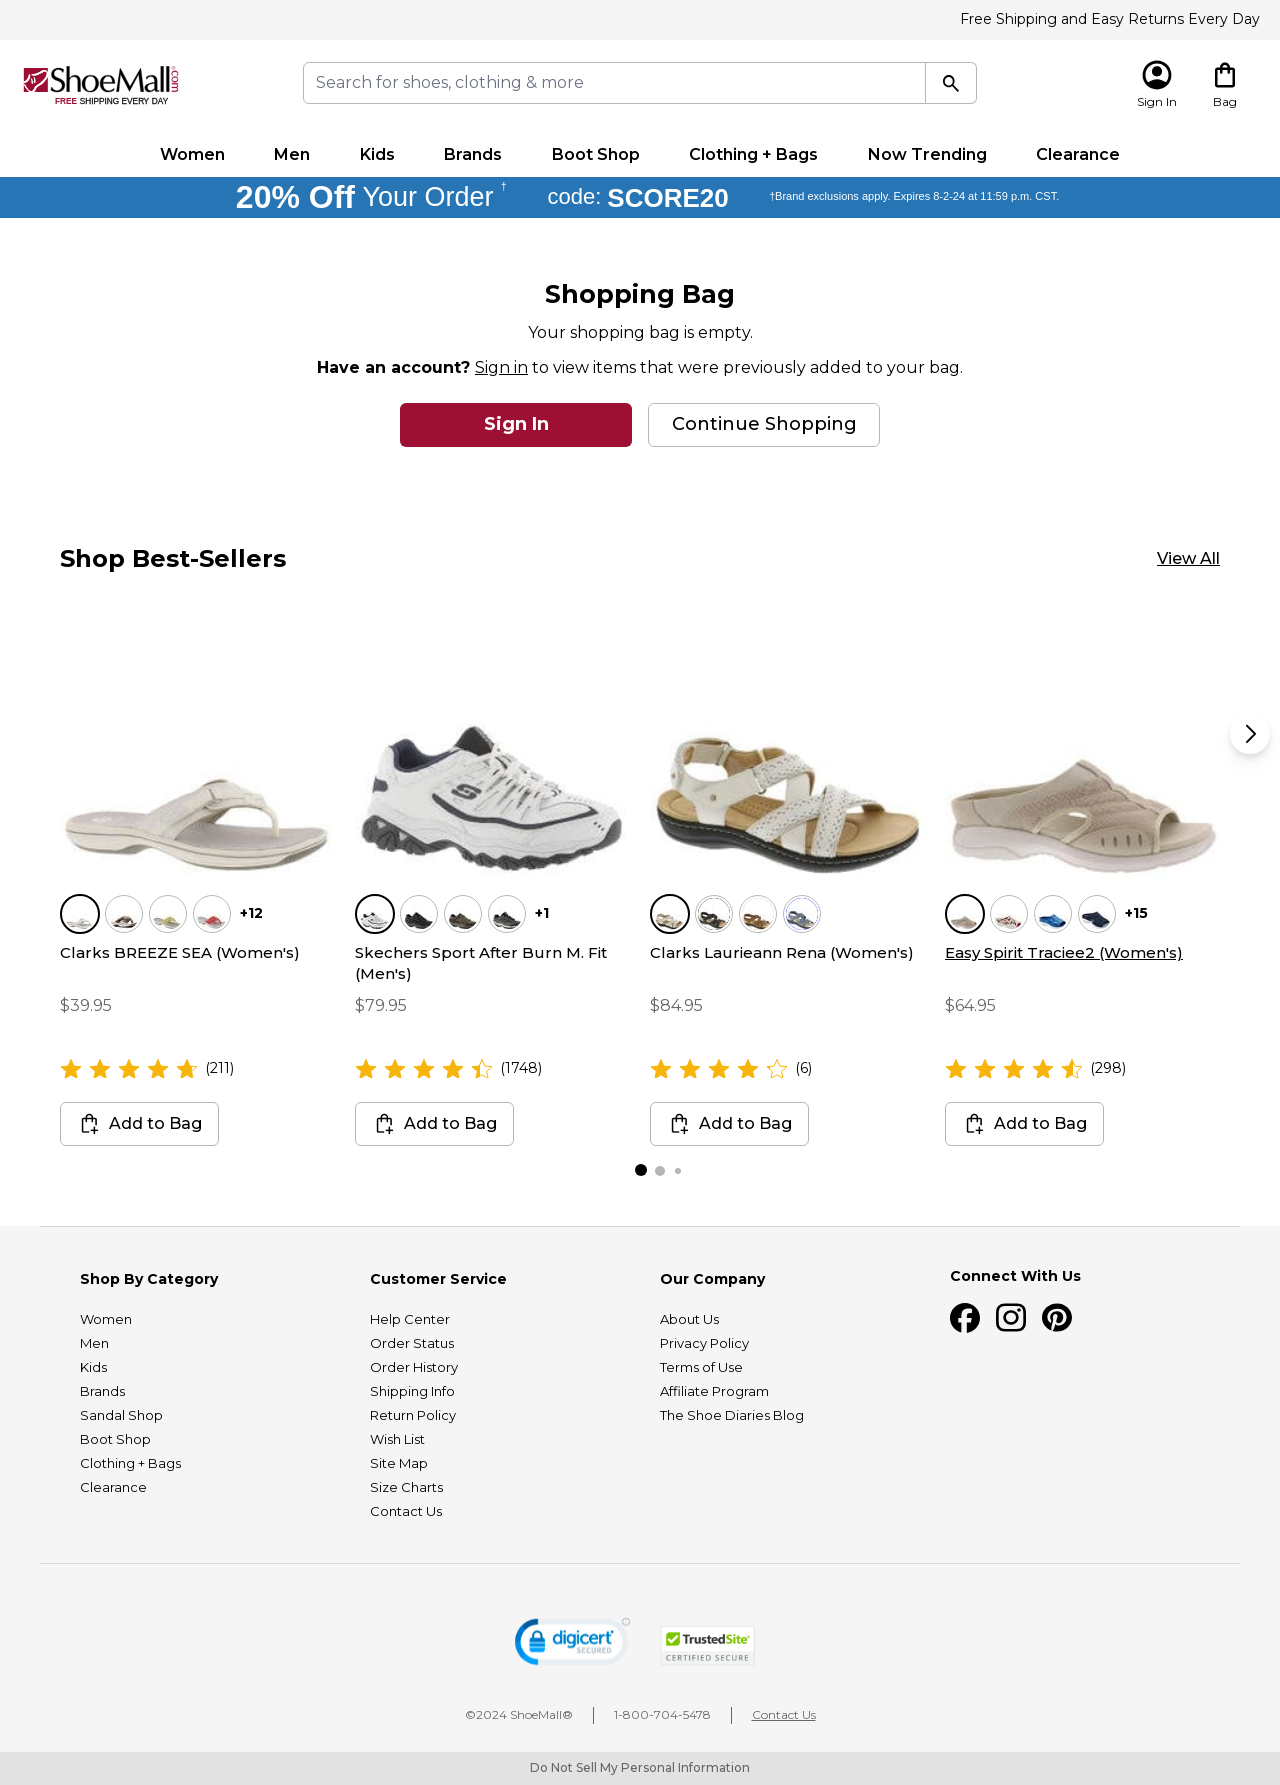 Free Shipping and Easy Returns Every Day
ShoeMall.com
FREE SHIPPING EVERY DAY
Search for shoes, clothing & more
Sign In
Bag
Women Men Kids Brands Boot Shop Clothing + Bags Now Trending Clearance
20% Off Your Order † code: SCORE20 †Brand exclusions apply. Expires 8-2-24 at 11:59 p.m. CST.
Shopping Bag
Your shopping bag is empty.
Have an account? Sign in to view items that were previously added to your bag.
Sign In
Continue Shopping
Shop Best-Sellers
View All
+12
Clarks BREEZE SEA (Women's)
$39.95
(211)
Add to Bag
+1
Skechers Sport After Burn M. Fit
(Men's)
$79.95
(1748)
Add to Bag
Clarks Laurieann Rena (Women's)
$84.95
(6)
Add to Bag
+15
Easy Spirit Traciee2 (Women's)
$64.95
(298)
Add to Bag
Shop By Category
Women
Men
Kids
Brands
Sandal Shop
Boot Shop
Clothing + Bags
Clearance
Customer Service
Help Center
Order Status
Order History
Shipping Info
Return Policy
Wish List
Site Map
Size Charts
Contact Us
Our Company
About Us
Privacy Policy
Terms of Use
Affiliate Program
The Shoe Diaries Blog
Connect With Us
digicert
SECURED
TrustedSite
CERTIFIED SECURE
©2024 ShoeMall®
1-800-704-5478
Contact Us
Do Not Sell My Personal Information